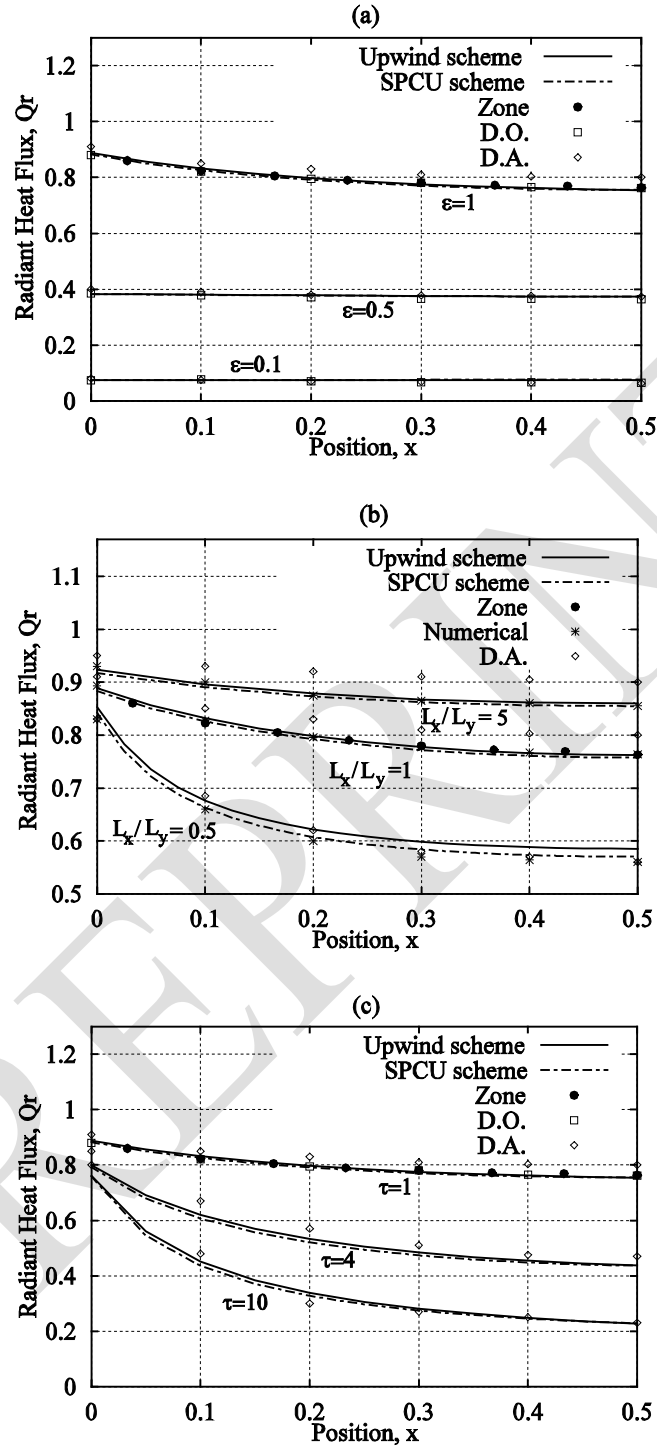 (a)
Radiant Heat Flux, Qr
1.2
1
0.8
0.6
0.4
0.2
0
Upwind scheme
SPCU scheme
Zone
D.O.
D.A.
ε=1
ε=0.5
ε=0.1
0 0.1 0.2 0.3 0.4 0.5
Position, x
(b)
Radiant Heat Flux, Qr
1.1
1
0.9
0.8
0.7
0.6
0.5
Upwind scheme
SPCU scheme
Zone
Numerical
D.A.
Lx/Ly = 5
Lx/Ly = 1
Lx/Ly = 0.5
0 0.1 0.2 0.3 0.4 0.5
Position, x
(c)
Radiant Heat Flux, Qr
1.2
1
0.8
0.6
0.4
0.2
0
Upwind scheme
SPCU scheme
Zone
D.O.
D.A.
τ=1
τ=4
τ=10
0 0.1 0.2 0.3 0.4 0.5
Position, x
REPRINT